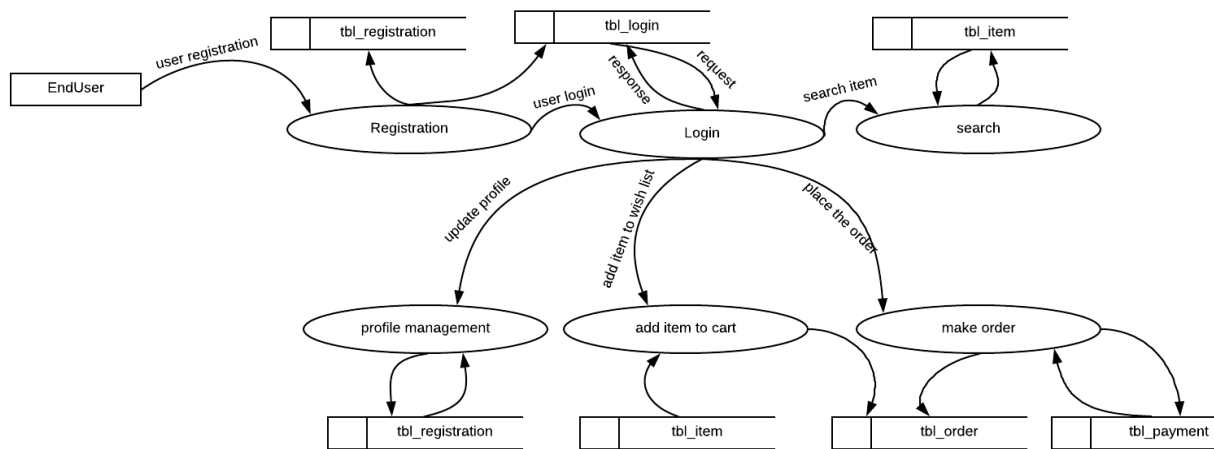 tbl_registration
tbl_login
tbl_item
user registration
EndUser
response
request
user login
search item
Registration
Login
search
update profile
add item to wish list
place the order
profile management
add item to cart
make order
tbl_registration
tbl_item
tbl_order
tbl_payment